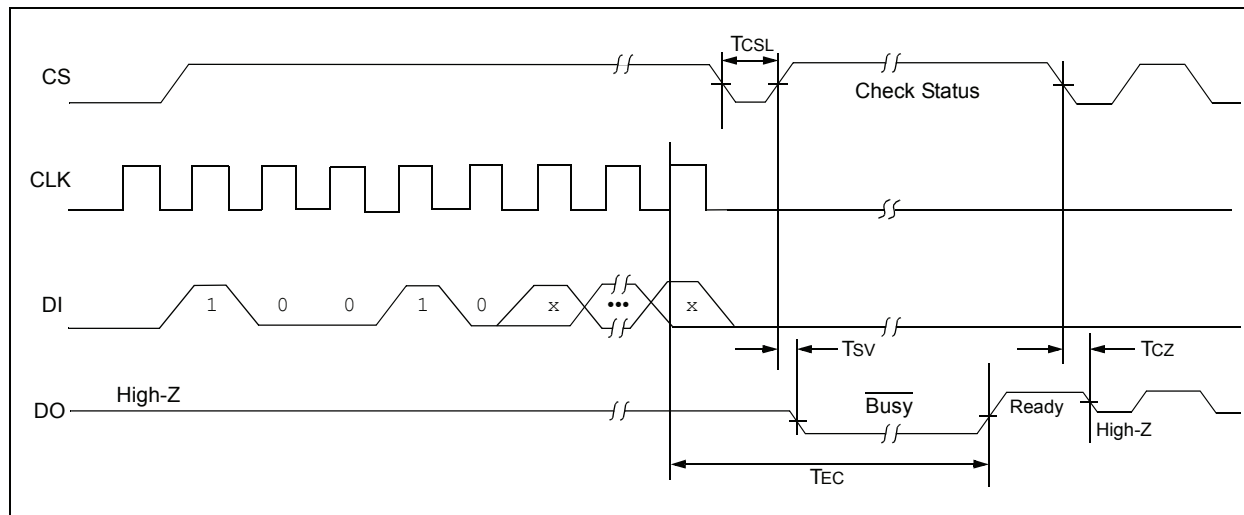 TCSL
CS
Check Status
CLK
DI
1 0 0 1 0 x ••• x
TSV
TCZ
High-Z
DO
Busy
Ready
High-Z
TEC